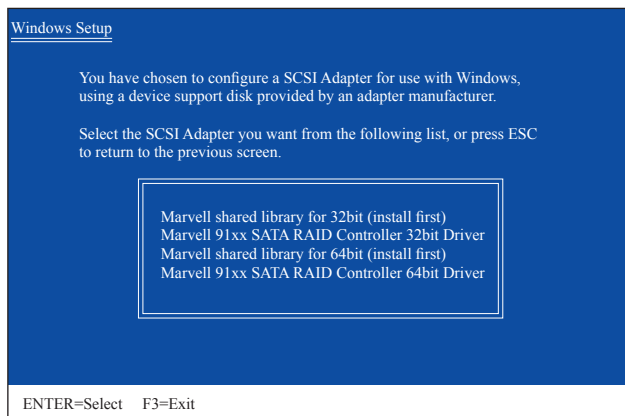 Windows Setup
You have chosen to configure a SCSI Adapter for use with Windows,
using a device support disk provided by an adapter manufacturer.
Select the SCSI Adapter you want from the following list, or press ESC
to return to the previous screen.
Marvell shared library for 32bit (install first)
Marvell 91xx SATA RAID Controller 32bit Driver
Marvell shared library for 64bit (install first)
Marvell 91xx SATA RAID Controller 64bit Driver
ENTER=Select F3=Exit